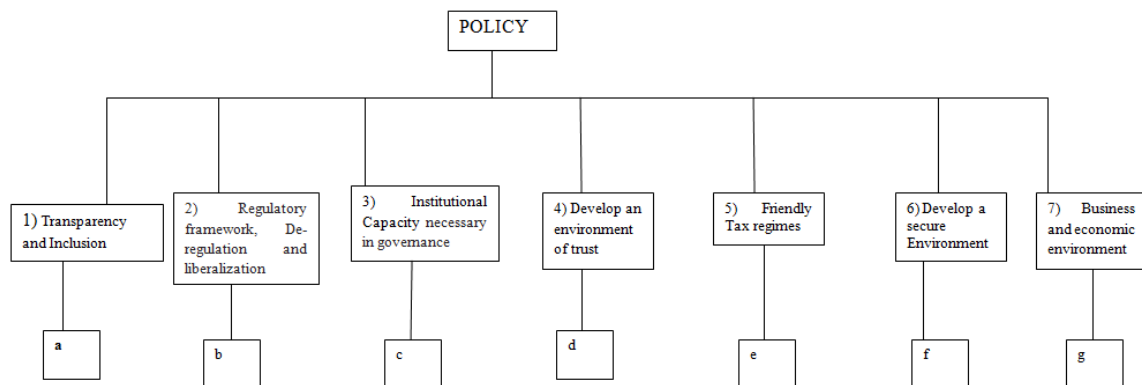 POLICY
1) Transparency
and Inclusion
2) Regulatory
framework, De-
regulation and
liberalization
3) Institutional
Capacity necessary
in governance
4) Develop an
environment
of trust
5) Friendly
Tax regimes
6) Develop a
secure
Environment
7) Business
and economic
environment
a
b
c
d
e
f
g